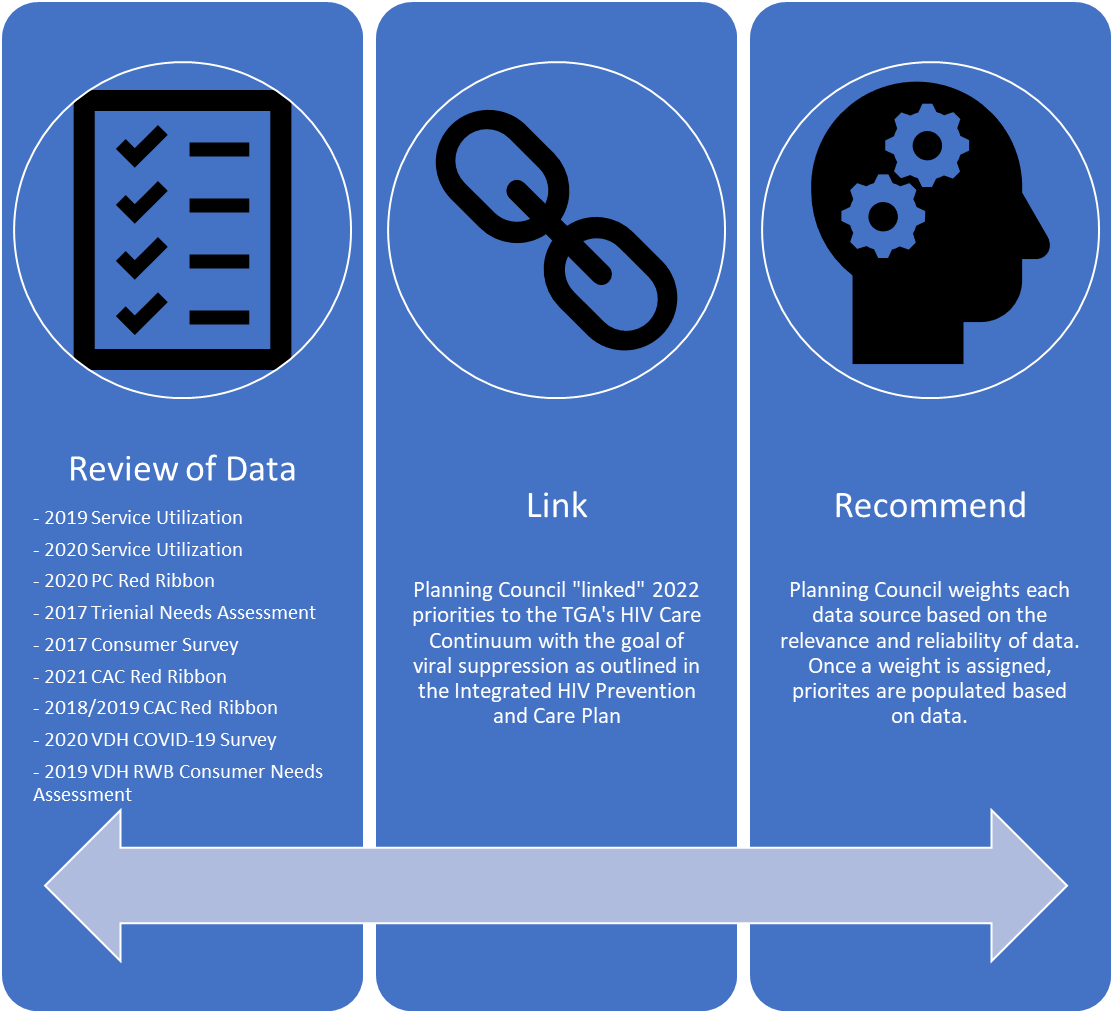 Review of Data
- 2019 Service Utilization
- 2020 Service Utilization
- 2020 PC Red Ribbon
- 2017 Trienial Needs Assessment
- 2017 Consumer Survey
- 2021 CAC Red Ribbon
- 2018/2019 CAC Red Ribbon
- 2020 VDH COVID-19 Survey
- 2019 VDH RWB Consumer Needs
Assessment
Link
Planning Council "linked" 2022
priorities to the TGA's HIV Care
Continuum with the goal of
viral suppression as outlined in
the Integrated HIV Prevention
and Care Plan
Recommend
Planning Council weights each
data source based on the
relevance and reliability of data.
Once a weight is assigned,
priorites are populated based
on data.